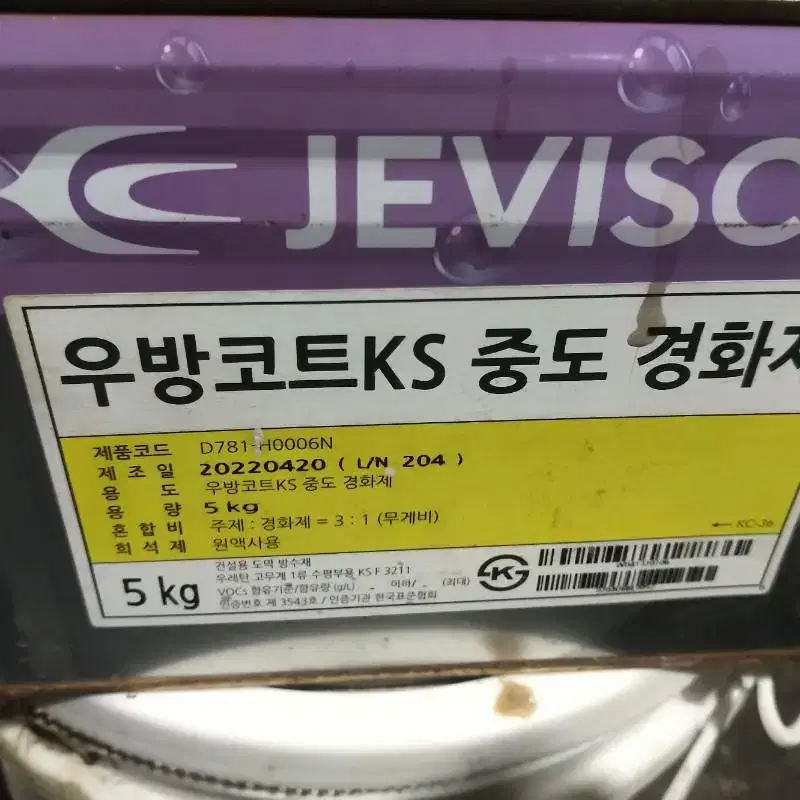 JEVISC
우방코트KS 중도 경화제
제품코드 D781-H0006N
제 조 일 20220420 ( L/N 204 )
용 도 우방코트KS 중도 경화제
용 량 5 kg
혼 합 비 주제 : 경화제 = 3 : 1 (무게비)
희 석 제 원액사용
← KC-36
5 kg
건설용 도막 방수재
우레탄 고무계 1류 수평부용 KS F 3211
VOCs 함유기준/함유량 (g/L) - 이하/ - (최대)
인증번호 제 3543호 / 인증기관 한국표준협회